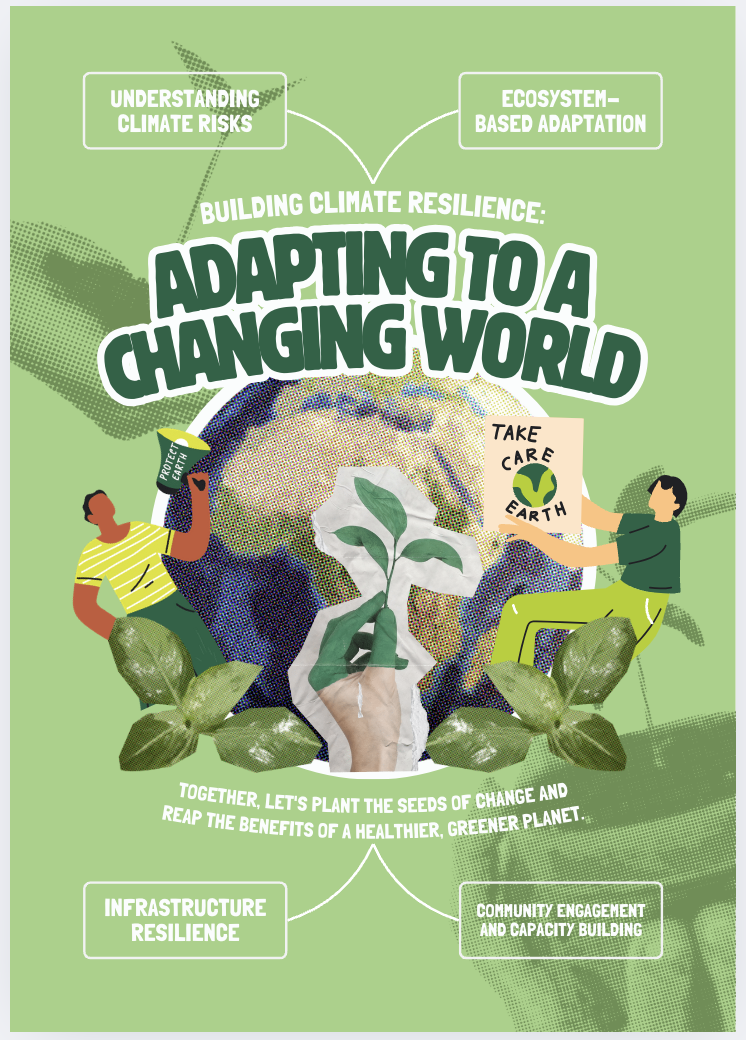 UNDERSTANDING
CLIMATE RISKS
ECOSYSTEM-
BASED ADAPTATION
BUILDING CLIMATE RESILIENCE:
ADAPTING TO A
CHANGING WORLD
PROTECT
EARTH
TAKE
CARE
EARTH
TOGETHER, LET'S PLANT THE SEEDS OF CHANGE AND
REAP THE BENEFITS OF A HEALTHIER, GREENER PLANET.
INFRASTRUCTURE
RESILIENCE
COMMUNITY ENGAGEMENT
AND CAPACITY BUILDING